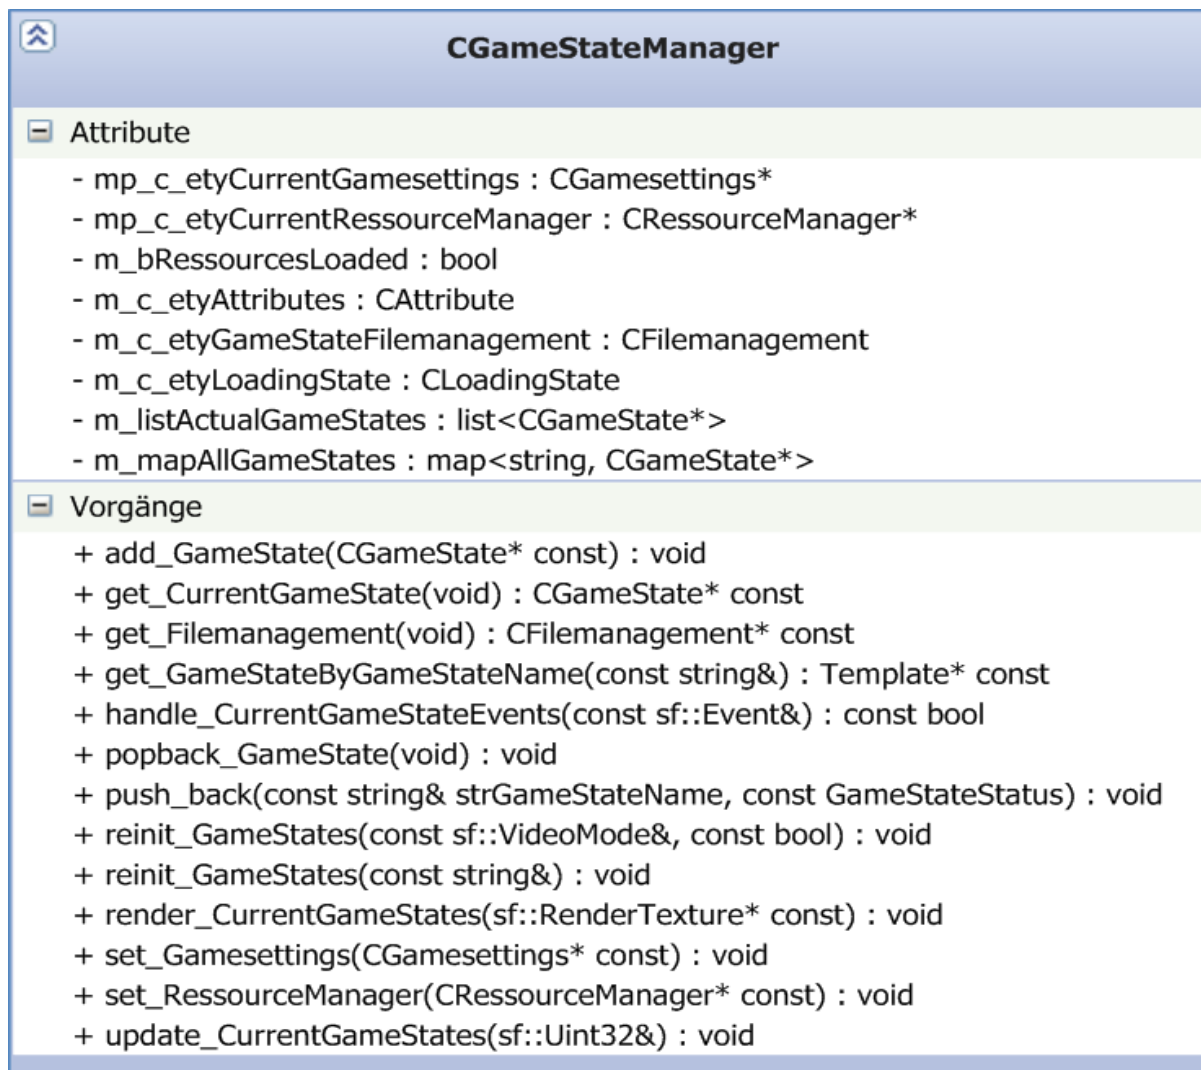 CGameStateManager
Attribute
- mp_c_etyCurrentGamesettings : CGamesettings*
- mp_c_etyCurrentRessourceManager : CRessourceManager*
- m_bRessourcesLoaded : bool
- m_c_etyAttributes : CAttribute
- m_c_etyGameStateFilemanagement : CFilemanagement
- m_c_etyLoadingState : CLoadingState
- m_listActualGameStates : list<CGameState*>
- m_mapAllGameStates : map<string, CGameState*>
Vorgänge
+ add_GameState(CGameState* const) : void
+ get_CurrentGameState(void) : CGameState* const
+ get_Filemanagement(void) : CFilemanagement* const
+ get_GameStateByGameStateName(const string&) : Template* const
+ handle_CurrentGameStateEvents(const sf::Event&) : const bool
+ popback_GameState(void) : void
+ push_back(const string& strGameStateName, const GameStateStatus) : void
+ reinit_GameStates(const sf::VideoMode&, const bool) : void
+ reinit_GameStates(const string&) : void
+ render_CurrentGameStates(sf::RenderTexture* const) : void
+ set_Gamesettings(CGamesettings* const) : void
+ set_RessourceManager(CRessourceManager* const) : void
+ update_CurrentGameStates(sf::Uint32&) : void